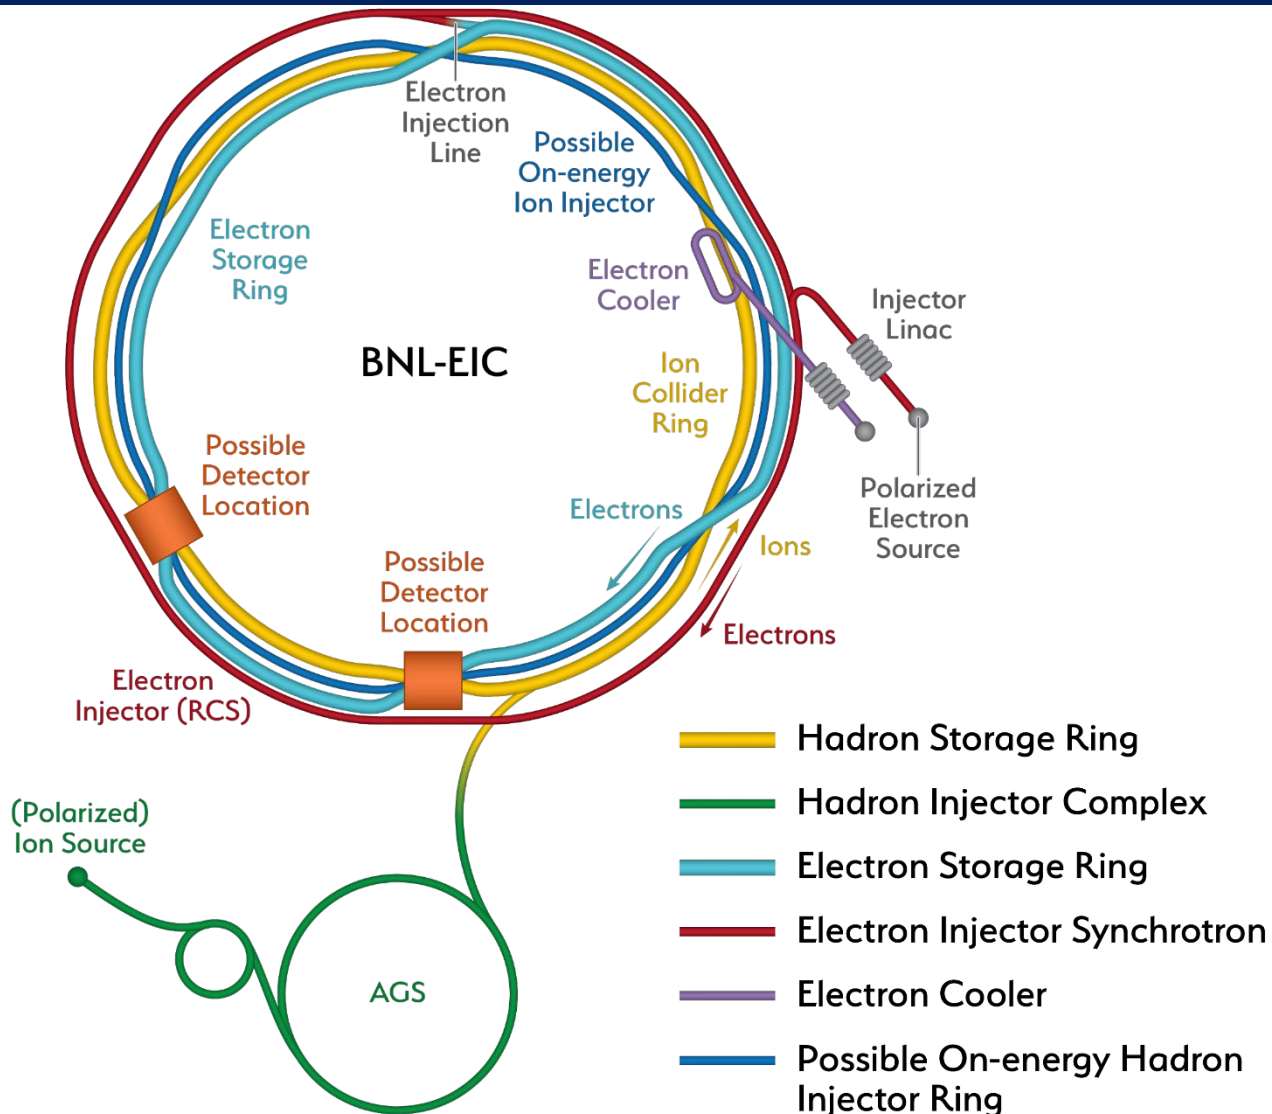 Electron
Injection
Line
Possible
On-energy
Ion Injector
Electron
Storage
Ring
Electron
Cooler
Injector
Linac
BNL-EIC
Ion
Collider
Ring
Possible
Detector
Location
Polarized
Electron
Source
Electrons
Ions
Possible
Detector
Location
Electrons
Electron
Injector (RCS)
Hadron Storage Ring
Hadron Injector Complex
(Polarized)
Ion Source
Electron Storage Ring
Electron Injector Synchrotron
AGS
Electron Cooler
Possible On-energy Hadron
Injector Ring